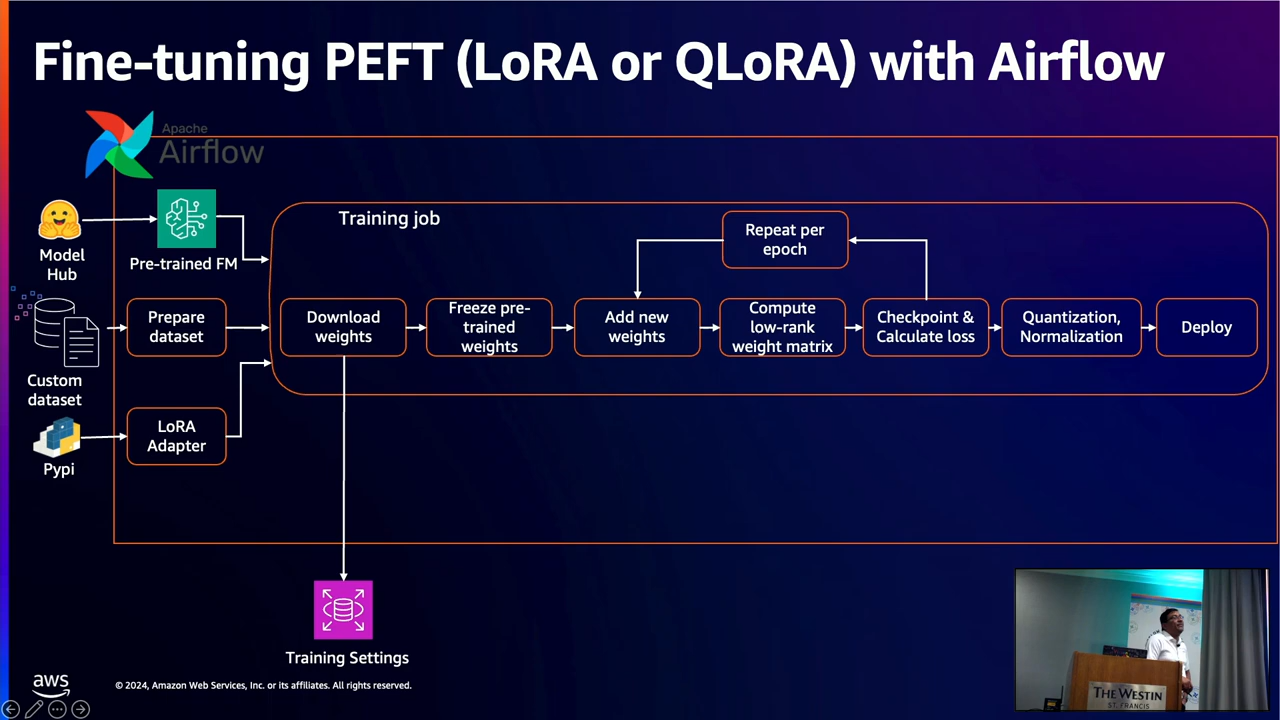 Fine-tuning PEFT (LoRA or QLoRA) with Airflow
Apache
Airflow
Model
Hub
Pre-trained FM
Training job
Repeat per
epoch
Prepare
dataset
Download
weights
Freeze pre-
trained
weights
Add new
weights
Compute
low-rank
weight matrix
Checkpoint &
Calculate loss
Quantization,
Normalization
Deploy
Custom
dataset
LoRA
Adapter
Pypi
Training Settings
aws
© 2024, Amazon Web Services, Inc. or its affiliates. All rights reserved.
THE WESTIN
ST. FRANCIS